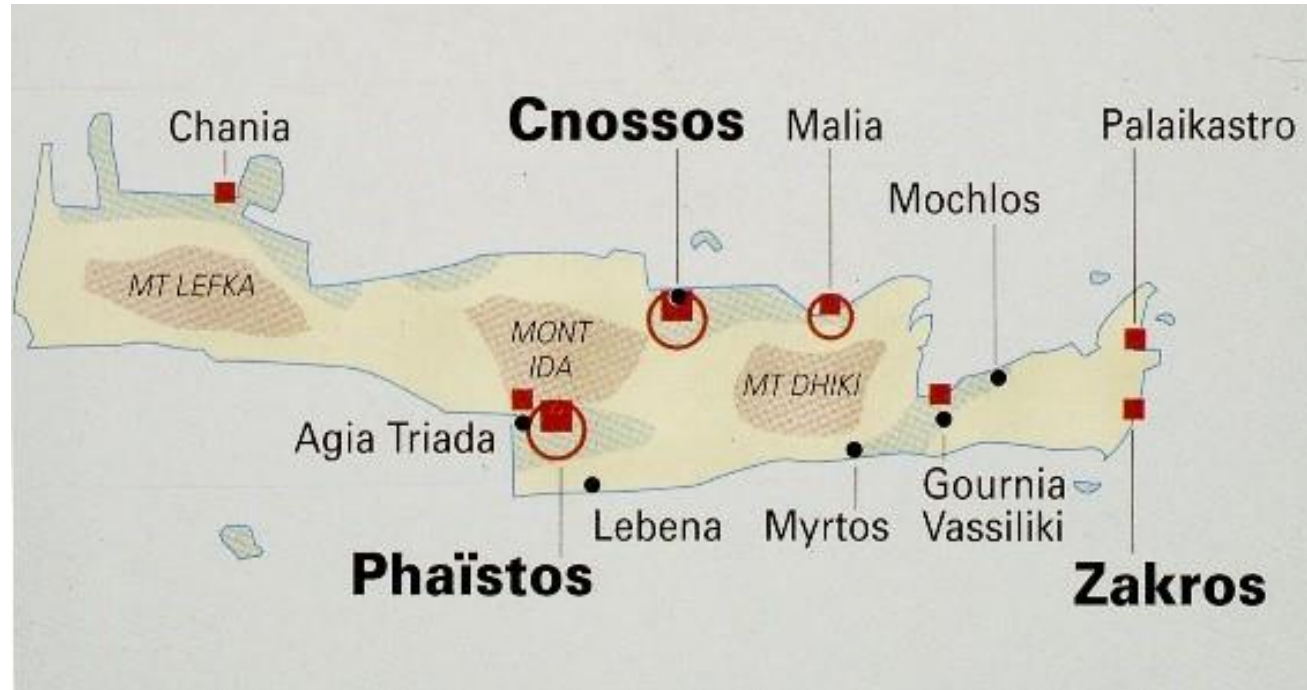 Cnossos
Chania
Malia
Palaikastro
Mochlos
MT LEFKA
MONT
IDA
MT DHIKI
Agia Triada
Gournia
Lebena
Myrtos
Vassiliki
Phaïstos
Zakros